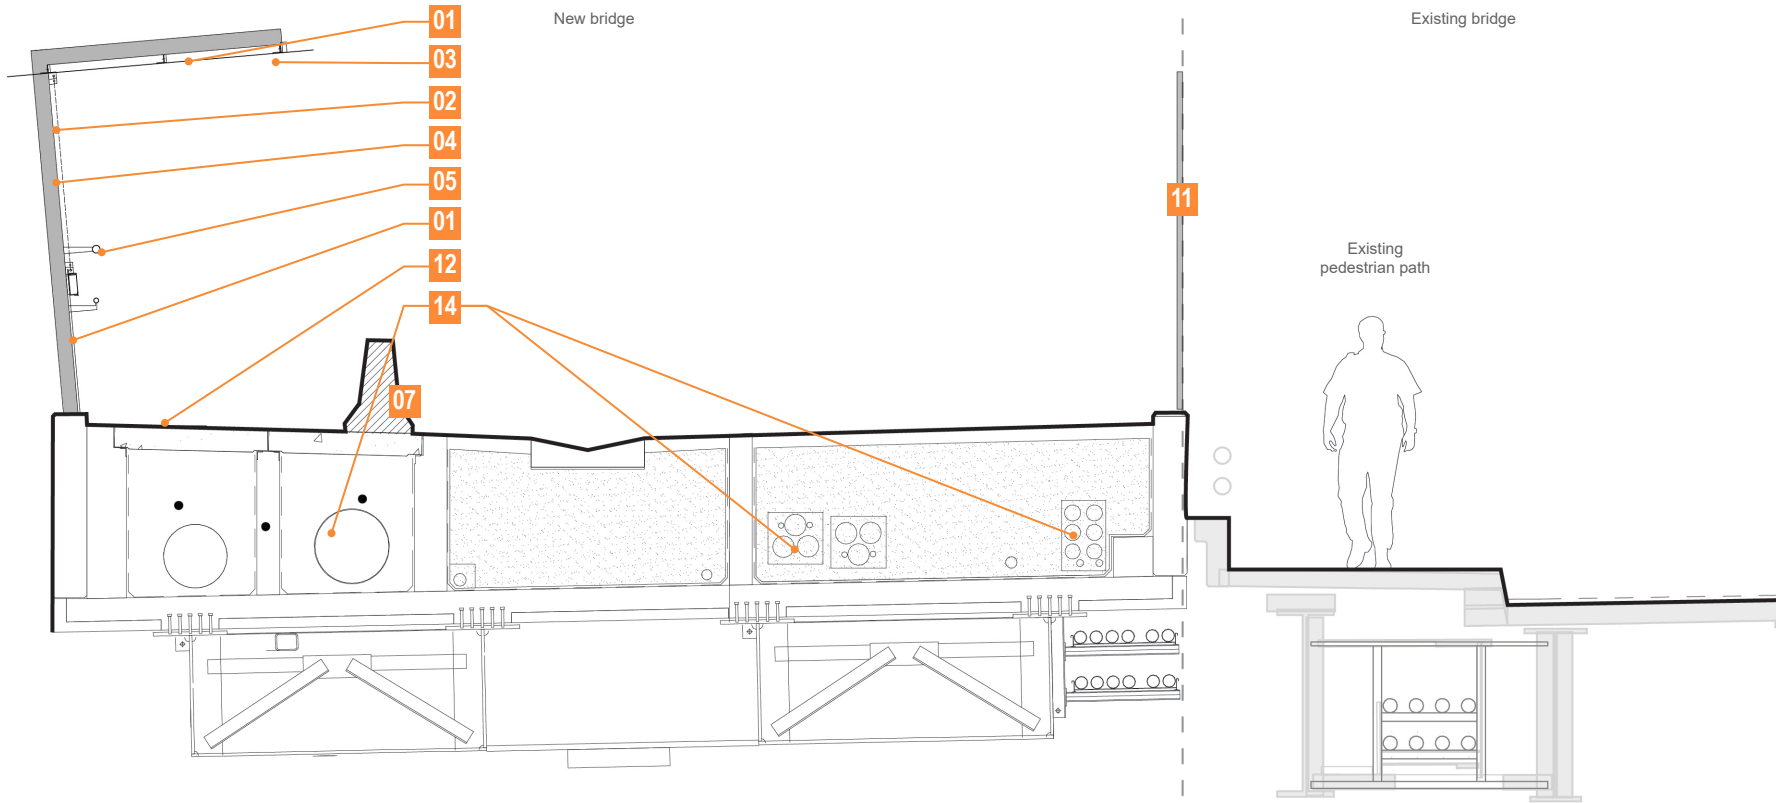 New bridge
Existing bridge
01
03
02
04
05
01
12
14
11
07
Existing
pedestrian path